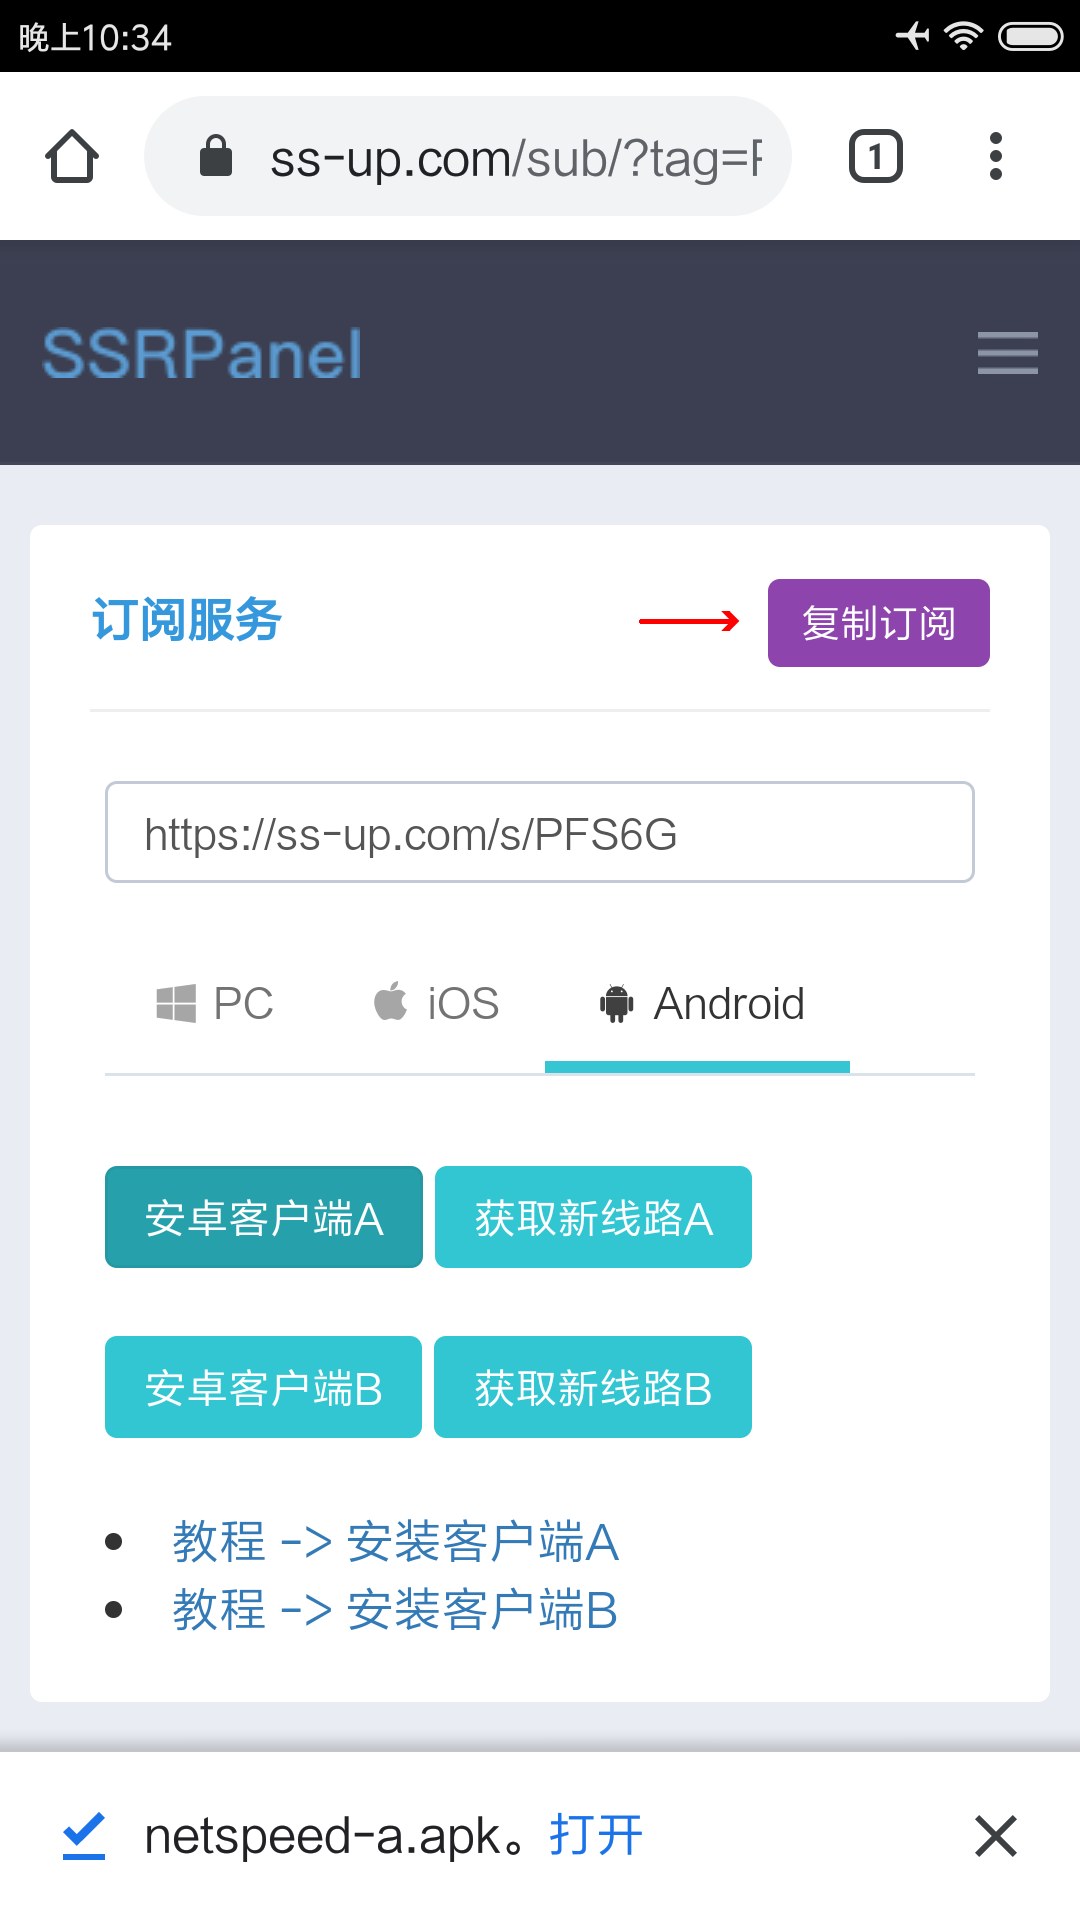 晚上10:34
ss-up.com/sub/?tag=
1
SSRPanel
订阅服务
复制订阅
https://ss-up.com/s/PFS6G
PC iOS Android
安卓客户端A 获取新线路A
安卓客户端B 获取新线路B
教程 -> 安装客户端A
教程 -> 安装客户端B
netspeed-a.apk。打开